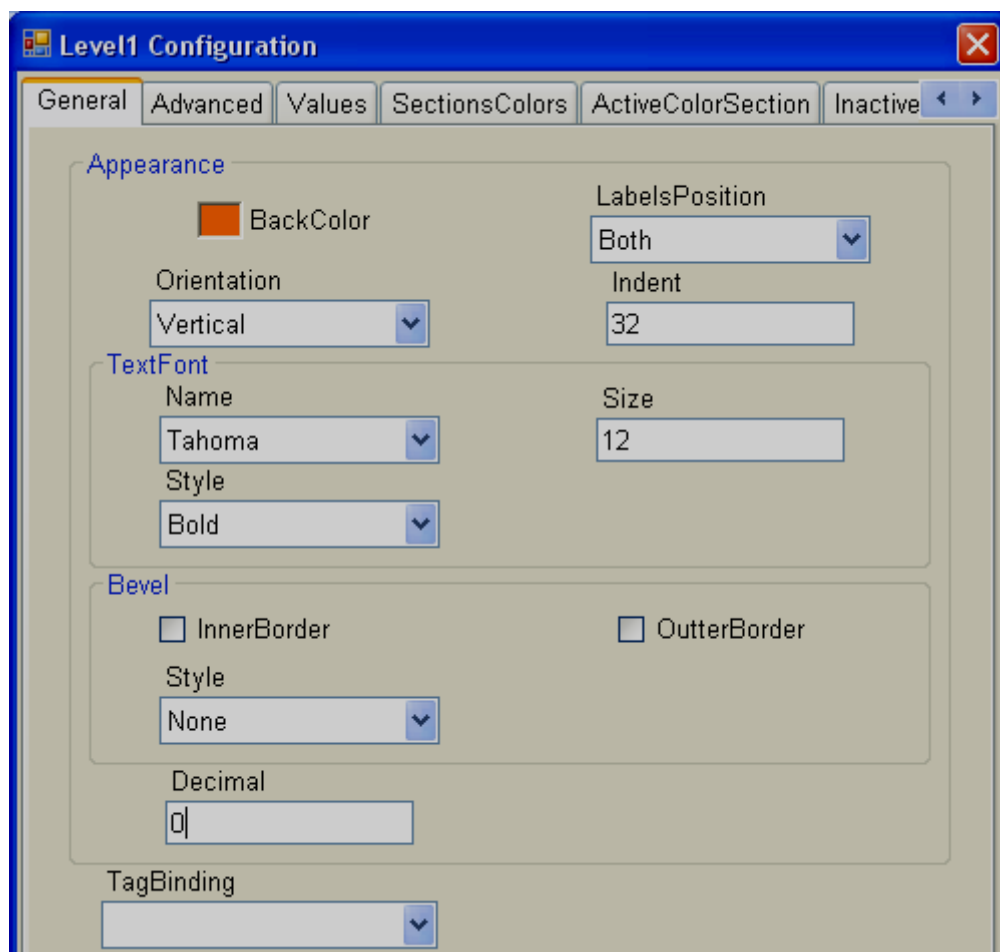 Level1 Configuration
General Advanced Values SectionsColors ActiveColorSection Inactive
Appearance
BackColor
LabelsPosition
Both
Orientation
Vertical
Indent
32
TextFont
Name
Tahoma
Size
12
Style
Bold
Bevel
InnerBorder
OutterBorder
Style
None
Decimal
0
TagBinding